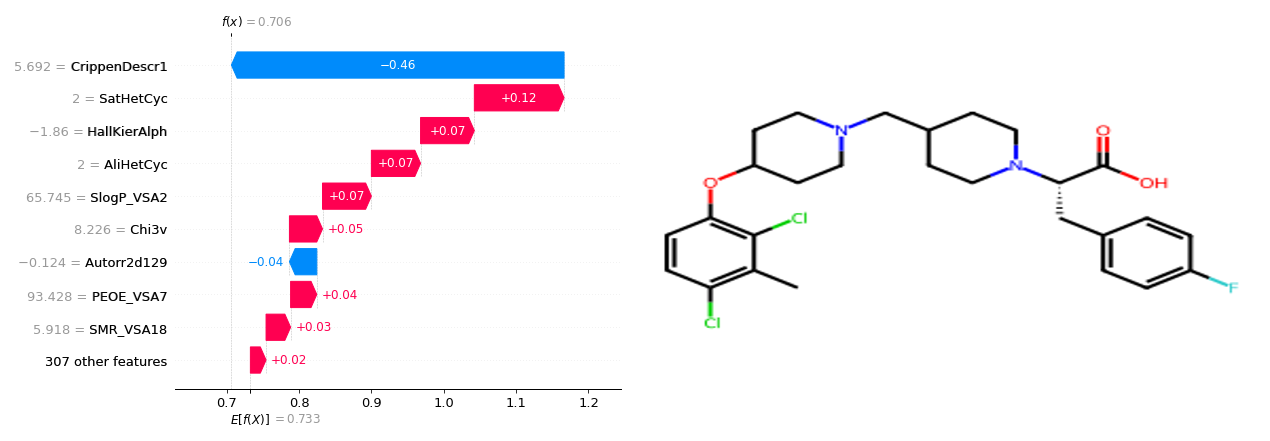 f(x) = 0.706
5.692 = CrippenDescr1
−0.46
2 = SatHetCyc
+0.12
−1.86 = HallKierAlph
+0.07
2 = AliHetCyc
+0.07
65.745 = SlogP_VSA2
+0.07
8.226 = Chi3v
+0.05
−0.124 = Autorr2d129
−0.04
93.428 = PEOE_VSA7
+0.04
5.918 = SMR_VSA18
+0.03
307 other features
+0.02
0.7 0.8 0.9 1.0 1.1 1.2
E[f(X)] = 0.733
N
O
N
O
OH
Cl
Cl
F